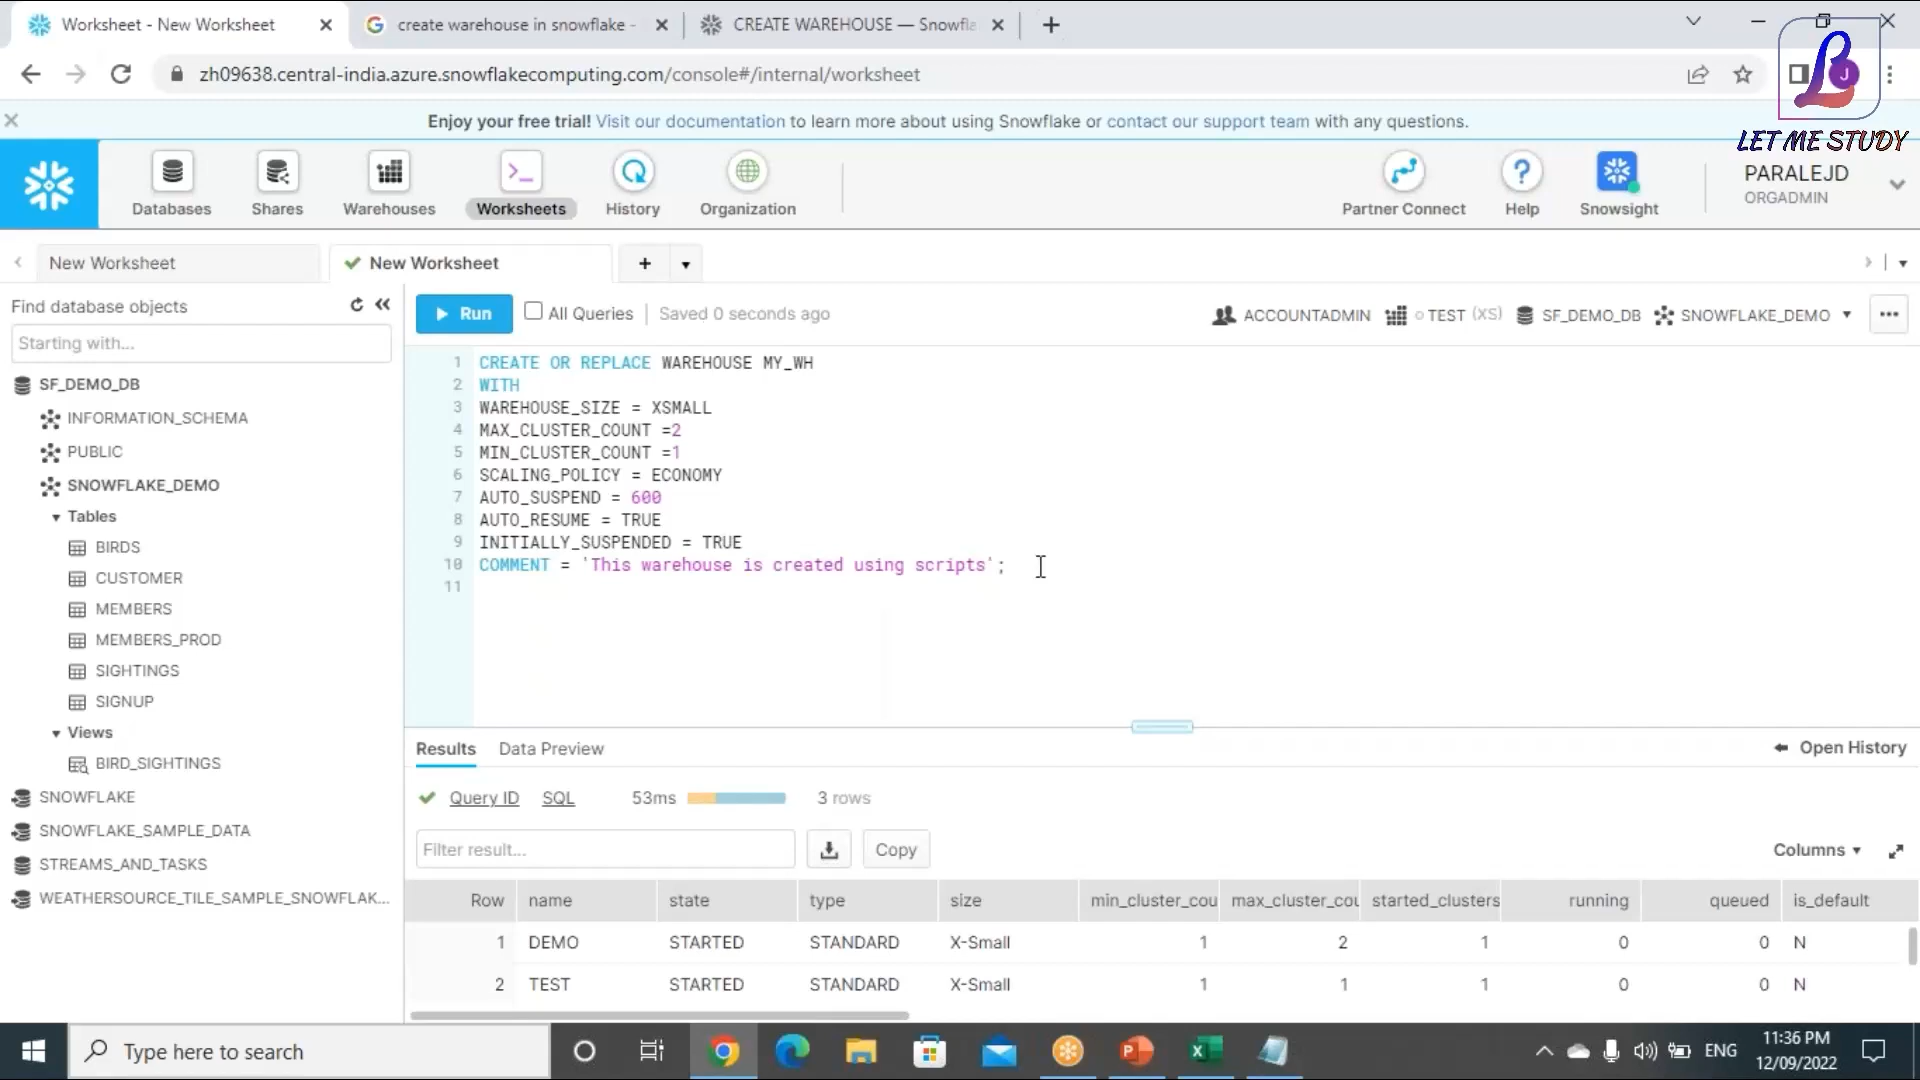 Worksheet - New Worksheet
create warehouse in snowflake -
CREATE WAREHOUSE — Snowfla
zh09638.central-india.azure.snowflakecomputing.com/console#/internal/worksheet
J
LET ME STUDY
Enjoy your free trial! Visit our documentation to learn more about using Snowflake or contact our support team with any questions.
Databases
Shares
Warehouses
Worksheets
History
Organization
Partner Connect
Help
Snowsight
PARALEJD
ORGADMIN
New Worksheet
New Worksheet
Find database objects
Starting with...
Run
All Queries
Saved 0 seconds ago
ACCOUNTADMIN
TEST (XS)
SF_DEMO_DB
SNOWFLAKE_DEMO
SF_DEMO_DB
INFORMATION_SCHEMA
PUBLIC
SNOWFLAKE_DEMO
Tables
BIRDS
CUSTOMER
MEMBERS
MEMBERS_PROD
SIGHTINGS
SIGNUP
Views
BIRD_SIGHTINGS
SNOWFLAKE
SNOWFLAKE_SAMPLE_DATA
STREAMS_AND_TASKS
WEATHERSOURCE_TILE_SAMPLE_SNOWFLAK...
1 CREATE OR REPLACE WAREHOUSE MY_WH
2 WITH
3 WAREHOUSE_SIZE = XSMALL
4 MAX_CLUSTER_COUNT =2
5 MIN_CLUSTER_COUNT =1
6 SCALING_POLICY = ECONOMY
7 AUTO_SUSPEND = 600
8 AUTO_RESUME = TRUE
9 INITIALLY_SUSPENDED = TRUE
10 COMMENT = 'This warehouse is created using scripts';
11
Results
Data Preview
Open History
Query ID
SQL
53ms
3 rows
Filter result...
Copy
Columns
Row name state type size min_cluster_cou max_cluster_cou started_clusters running queued is_default
1 DEMO STARTED STANDARD X-Small 1 2 1 0 0 N
2 TEST STARTED STANDARD X-Small 1 1 1 0 0 N
Type here to search
ENG
11:36 PM
12/09/2022